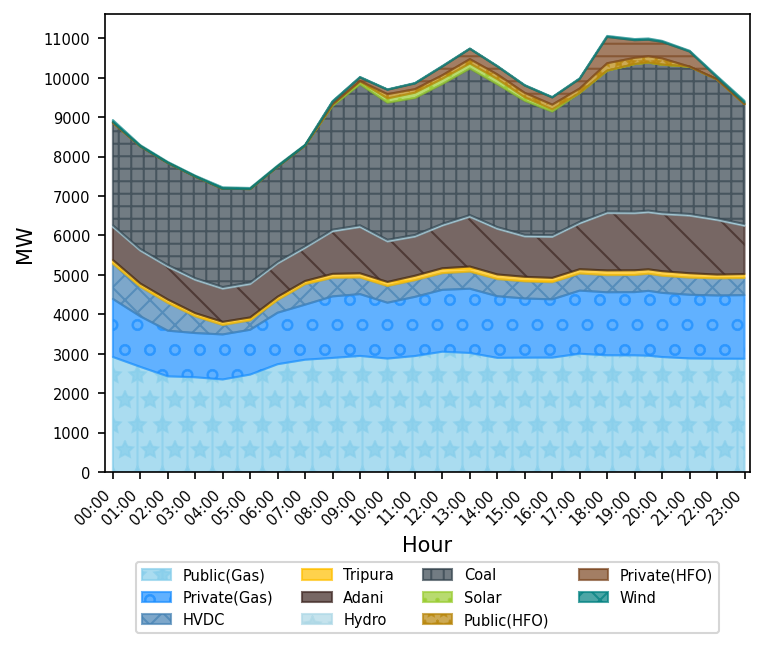 11000
10000
9000
8000
7000
6000
5000
4000
3000
2000
1000
0
MW
00:00 01:00 02:00 03:00 04:00 05:00 06:00 07:00 08:00 09:00 10:00 11:00 12:00 13:00 14:00 15:00 16:00 17:00 18:00 19:00 20:00 21:00 22:00 23:00
Hour
Public(Gas) Tripura Coal Private(HFO)
Private(Gas) Adani Solar Wind
HVDC Hydro Public(HFO)